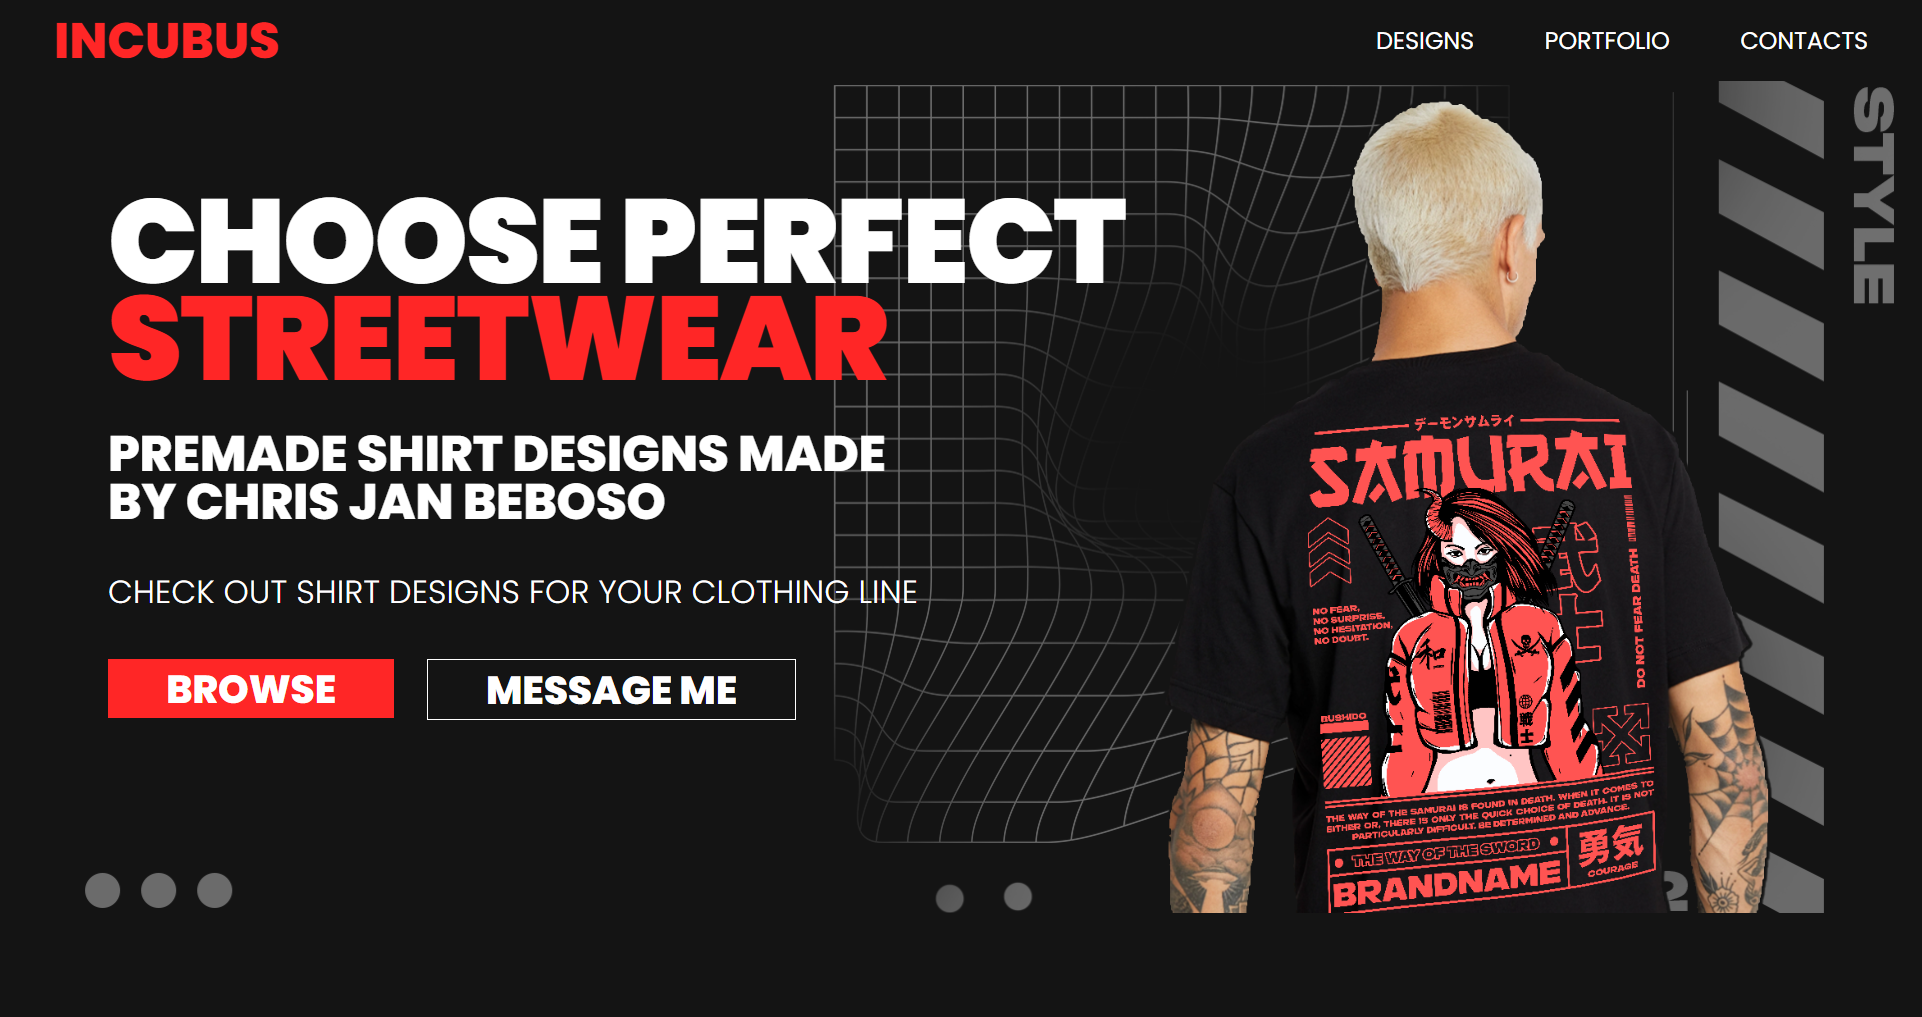 INCUBUS
DESIGNS
PORTFOLIO
CONTACTS
STYLE
CHOOSE PERFECT
STREETWEAR
PREMADE SHIRT DESIGNS MADE
BY CHRIS JAN BEBOSO
CHECK OUT SHIRT DESIGNS FOR YOUR CLOTHING LINE
BROWSE
MESSAGE ME
デーモンサムライ
SAMURAI
NO FEAR,
NO SURPRISE,
NO HESITATION,
NO DOUBT.
DO NOT FEAR DEATH
武士
和
BUSHIDO
THE WAY OF THE SAMURAI IS FOUND IN DEATH. WHEN IT COMES TO
EITHER OR, THERE IS ONLY THE QUICK CHOICE OF DEATH. IT IS NOT
PARTICULARLY DIFFICULT. BE DETERMINED AND ADVANCE.
THE WAY OF THE SWORD
BRANDNAME
勇気
COURAGE